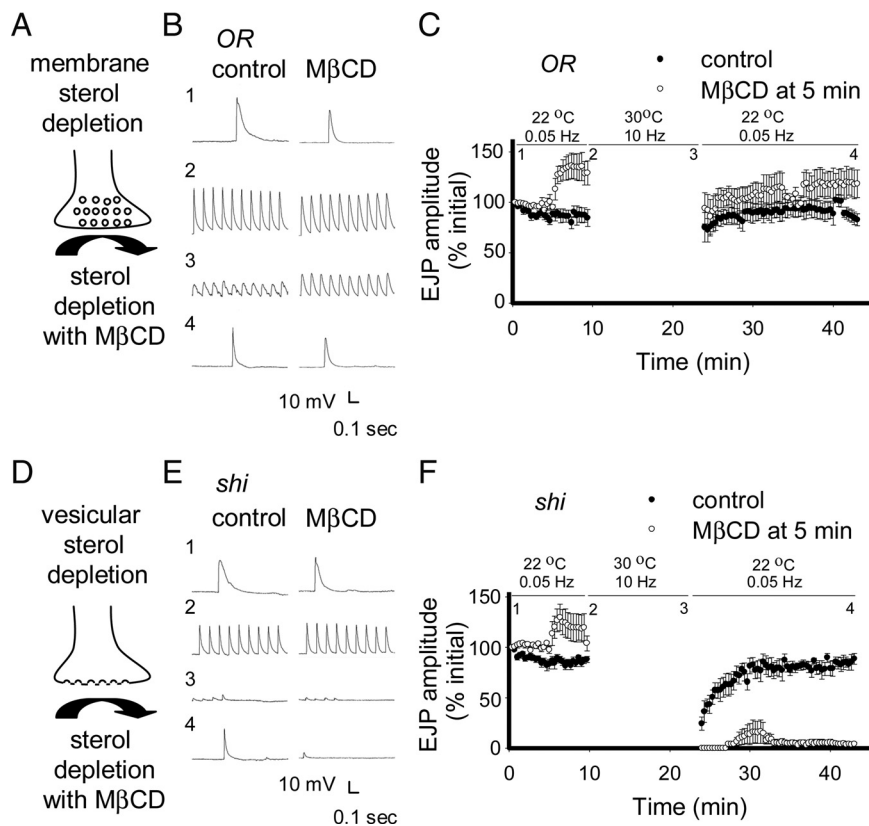 A
membrane
sterol
depletion
sterol
depletion
with MβCD
B
OR
control MβCD
1
2
3
4
10 mV
0.1 sec
C
OR
control
MβCD at 5 min
22 °C
0.05 Hz
30°C
10 Hz
22 °C
0.05 Hz
1
2
3
4
150
100
50
0
EJP amplitude
(% initial)
0 10 20 30 40
Time (min)
D
vesicular
sterol
depletion
sterol
depletion
with MβCD
E
shi
control MβCD
1
2
3
4
10 mV
0.1 sec
F
shi
control
MβCD at 5 min
22 °C
0.05 Hz
30 °C
10 Hz
22 °C
0.05 Hz
1
2
3
4
150
100
50
0
EJP amplitude
(% initial)
0 10 20 30 40
Time (min)